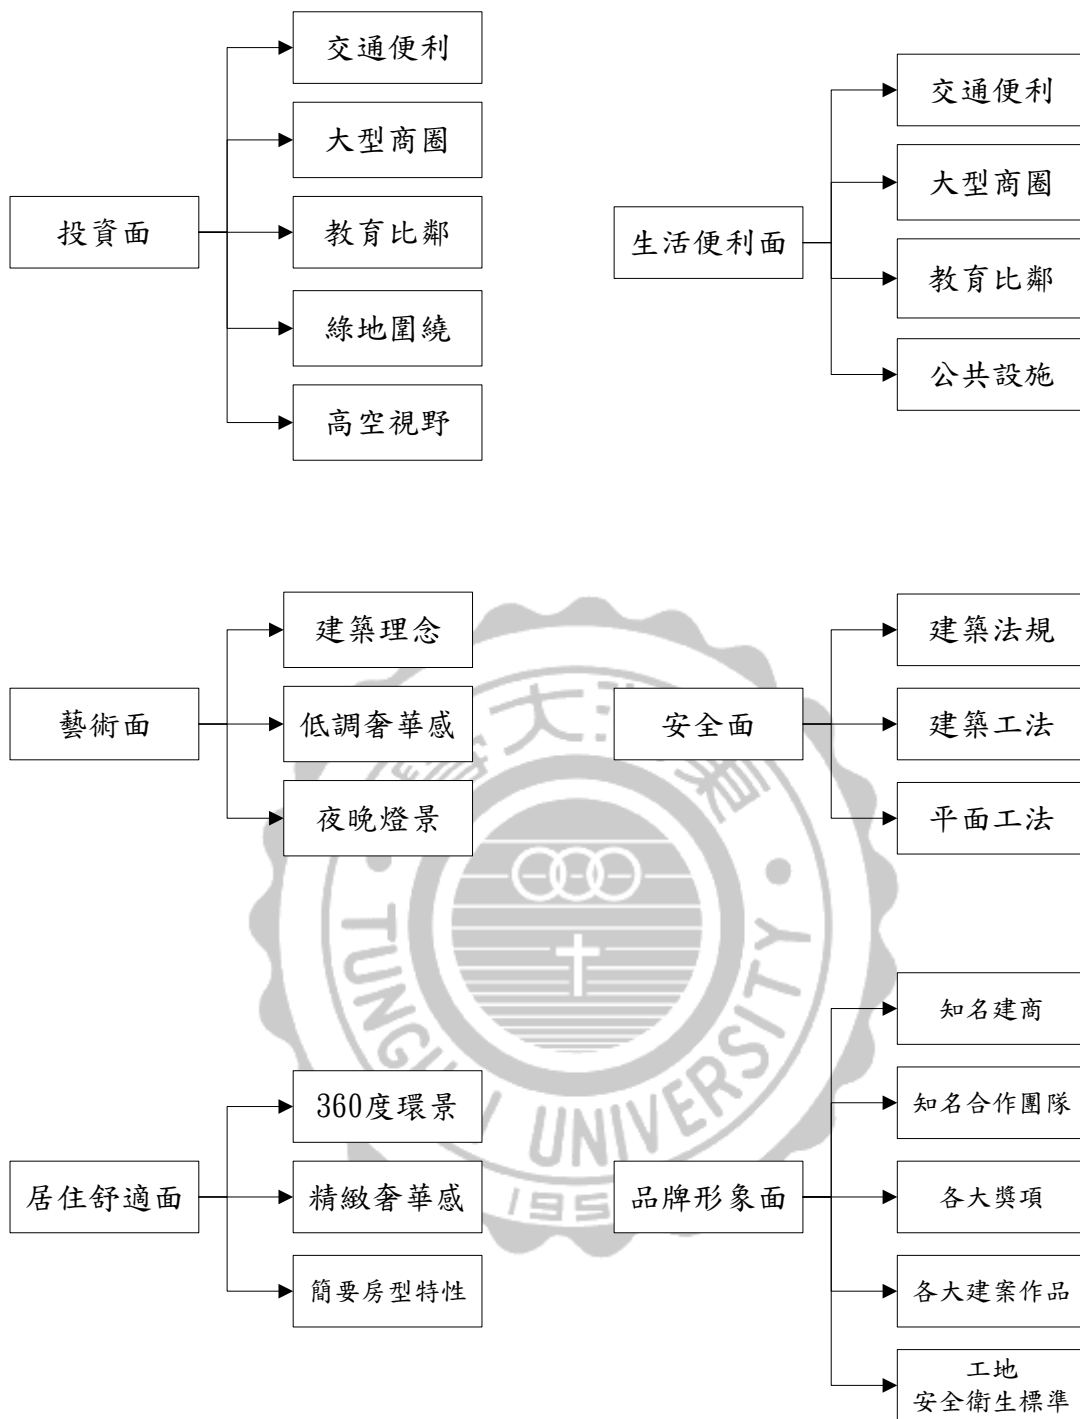 投資面
交通便利
大型商圈
教育比鄰
綠地圍繞
高空視野
生活便利面
交通便利
大型商圈
教育比鄰
公共設施
藝術面
建築理念
低調奢華感
夜晚燈景
安全面
建築法規
建築工法
平面工法
居住舒適面
360度環景
精緻奢華感
簡要房型特性
品牌形象面
知名建商
知名合作團隊
各大獎項
各大建案作品
工地
安全衛生標準
UNIVERSITY